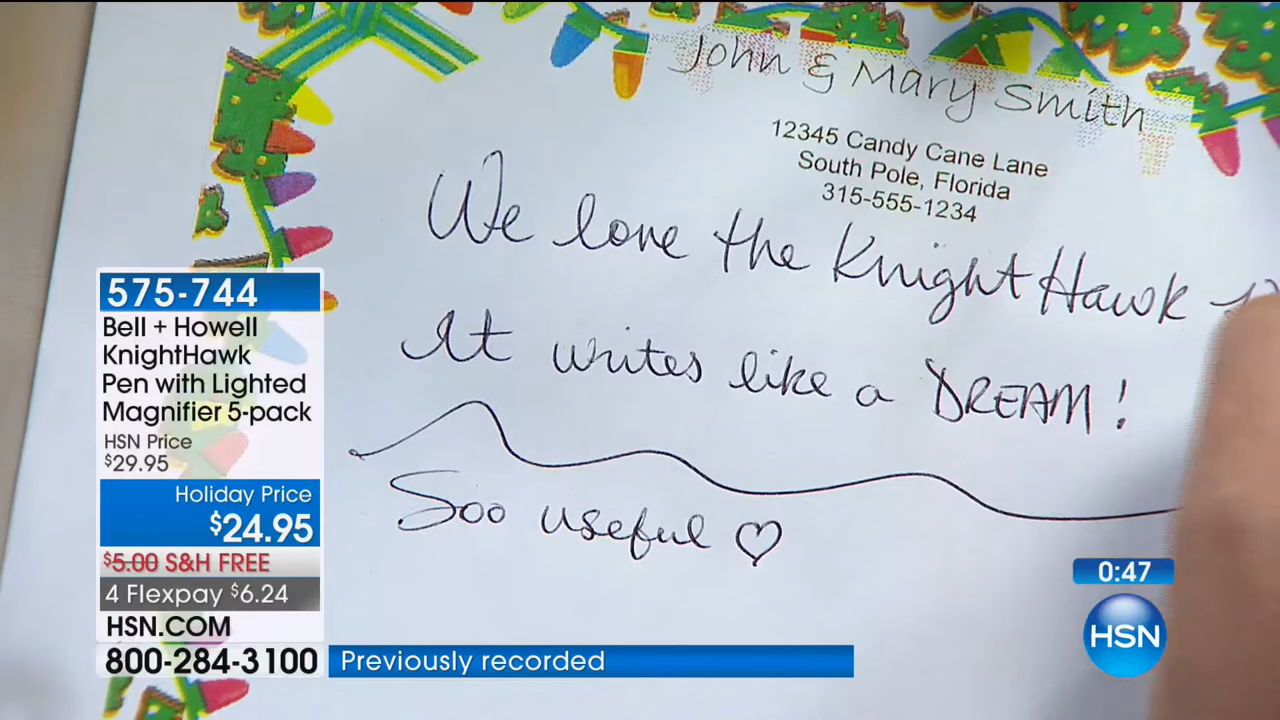 John & Mary Smith
12345 Candy Cane Lane
South Pole, Florida
315-555-1234
We love the KnightHawk
It writes like a DREAM!
Soo useful ♡
575-744
Bell + Howell
KnightHawk
Pen with Lighted
Magnifier 5-pack
HSN Price
$29.95
Holiday Price
$24.95
$5.00 S&H FREE
4 Flexpay $6.24
HSN.COM
800-284-3100
Previously recorded
0:47
HSN